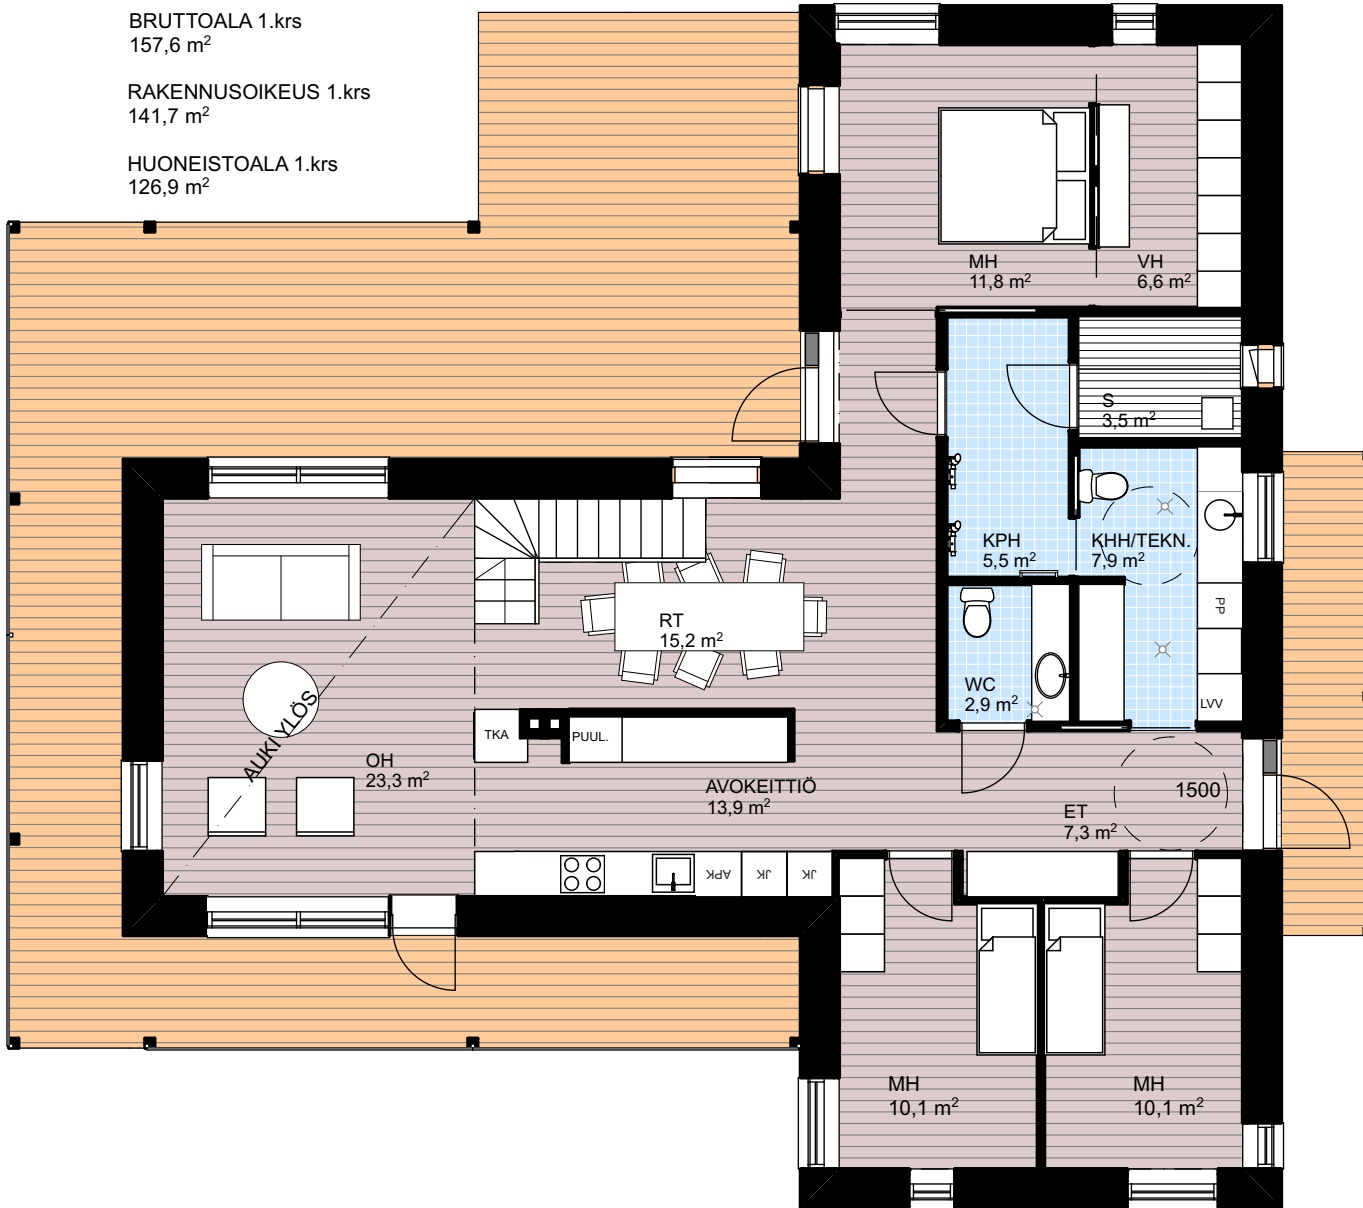 BRUTTOALA 1.krs
157,6 m²
RAKENNUSOIKEUS 1.krs
141,7 m²
HUONEISTOALA 1.krs
126,9 m²
MH
11,8 m²
VH
6,6 m²
S
3,5 m²
KPH
5,5 m²
KHH/TEKN.
7,9 m²
PP
RT
15,2 m²
WC
2,9 m²
LVV
AUKI YLÖS
TKA
PUUL.
OH
23,3 m²
AVOKEITTIÖ
13,9 m²
1500
ET
7,3 m²
APK
JK
JK
MH
10,1 m²
MH
10,1 m²